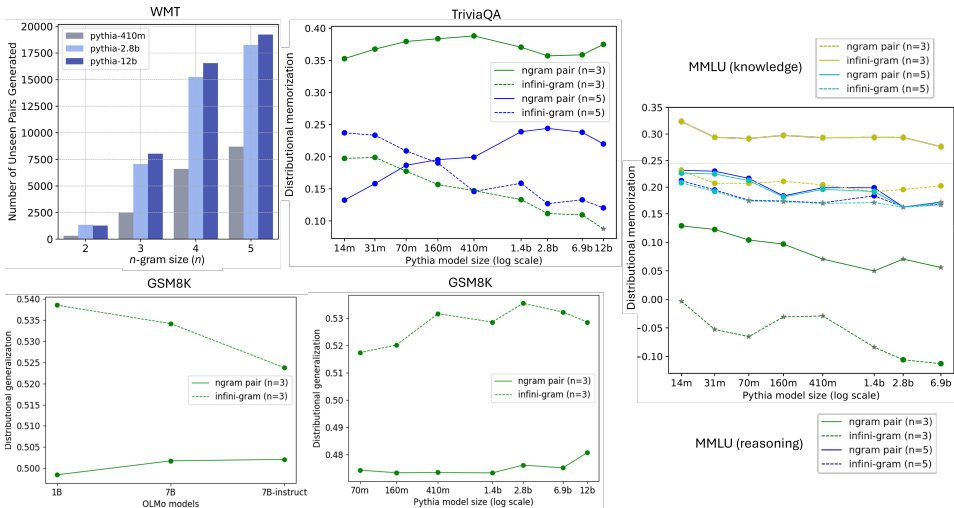 WMT
20000
17500
15000
12500
10000
7500
5000
2500
0
Number of Unseen Pairs Generated
pythia-410m
pythia-2.8b
pythia-12b
2 3 4 5
n-gram size (n)
TriviaQA
0.40
0.35
0.30
0.25
0.20
0.15
0.10
Distributional memorization
ngram pair (n=3)
infini-gram (n=3)
ngram pair (n=5)
infini-gram (n=5)
14m 31m 70m 160m 410m 1.4b 2.8b 6.9b 12b
Pythia model size (log scale)
MMLU (knowledge)
ngram pair (n=3)
infini-gram (n=3)
ngram pair (n=5)
infini-gram (n=5)
0.35
0.30
0.25
0.20
0.15
0.10
0.05
0.00
−0.05
−0.10
Distributional memorization
14m 31m 70m 160m 410m 1.4b 2.8b 6.9b
Pythia model size (log scale)
MMLU (reasoning)
ngram pair (n=3)
infini-gram (n=3)
ngram pair (n=5)
infini-gram (n=5)
GSM8K
0.540
0.535
0.530
0.525
0.520
0.515
0.510
0.505
0.500
Distributional generalization
ngram pair (n=3)
infini-gram (n=3)
1B 7B 7B-instruct
OLMo models
GSM8K
0.53
0.52
0.51
0.50
0.49
0.48
Distributional generalization
ngram pair (n=3)
infini-gram (n=3)
70m 160m 410m 1.4b 2.8b 6.9b 12b
Pythia model size (log scale)